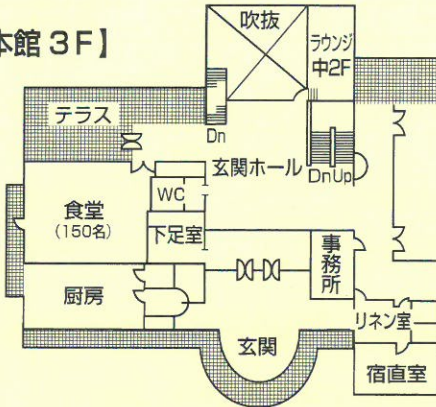 本館3F】
吹抜
ラウンジ
中2F
テラス
Dn
玄関ホール
DnUp
WC
食堂
(150名)
下足室
事務所
厨房
玄関
リネン室
宿直室